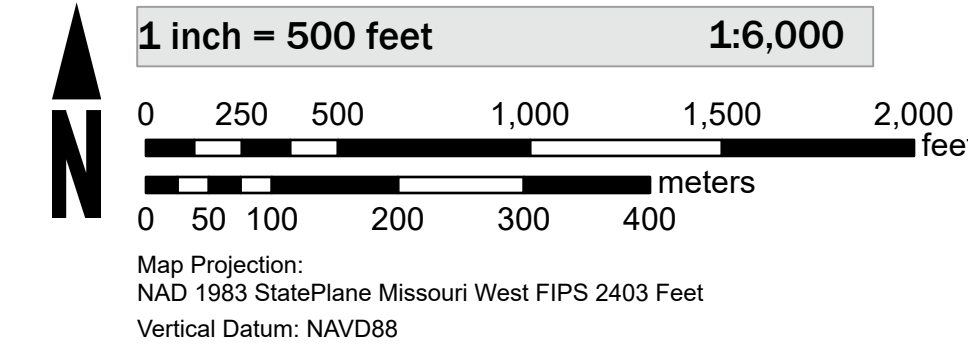 1 inch = 500 feet 1:6,000
0 250 500 1,000 1,500 2,000
feet
meters
0 50 100 200 300 400
N
Map Projection:
NAD 1983 StatePlane Missouri West FIPS 2403 Feet
Vertical Datum: NAVD88